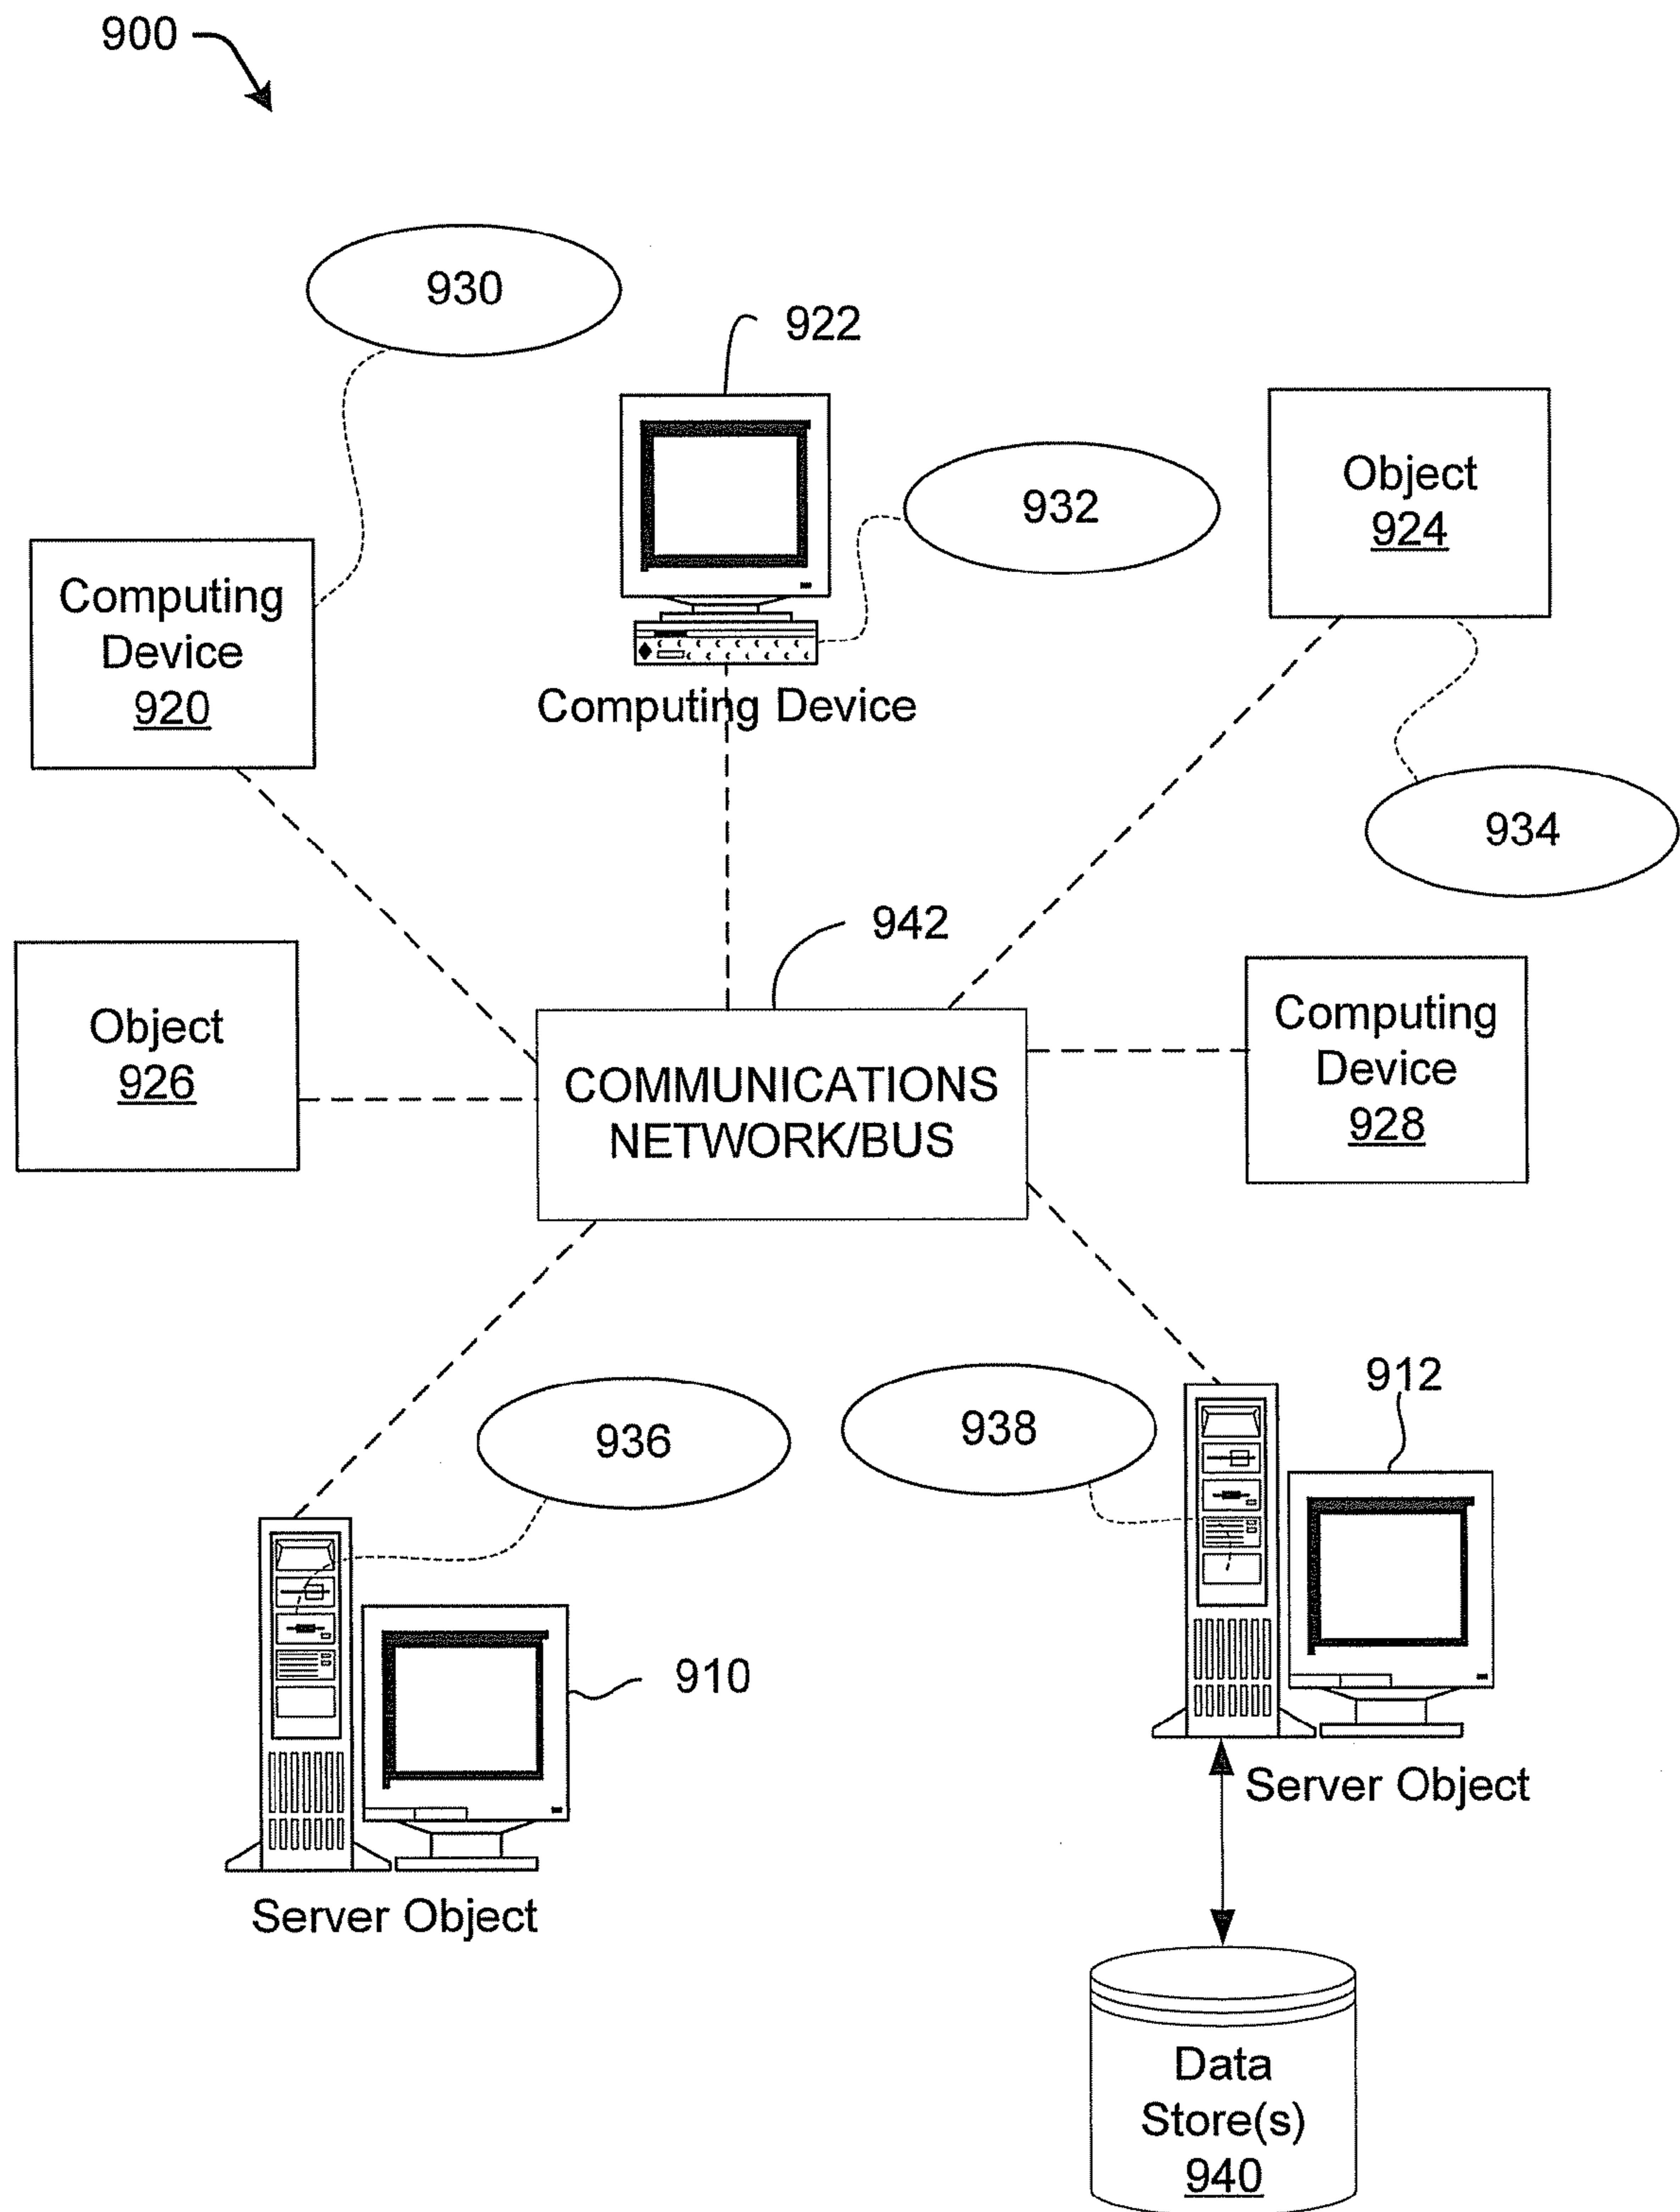 900
930
922
932
Object
924
Computing
Device
920
Computing Device
934
942
Object
926
COMMUNICATIONS
NETWORK/BUS
Computing
Device
928
936
938
912
910
Server Object
Server Object
Data
Store(s)
940